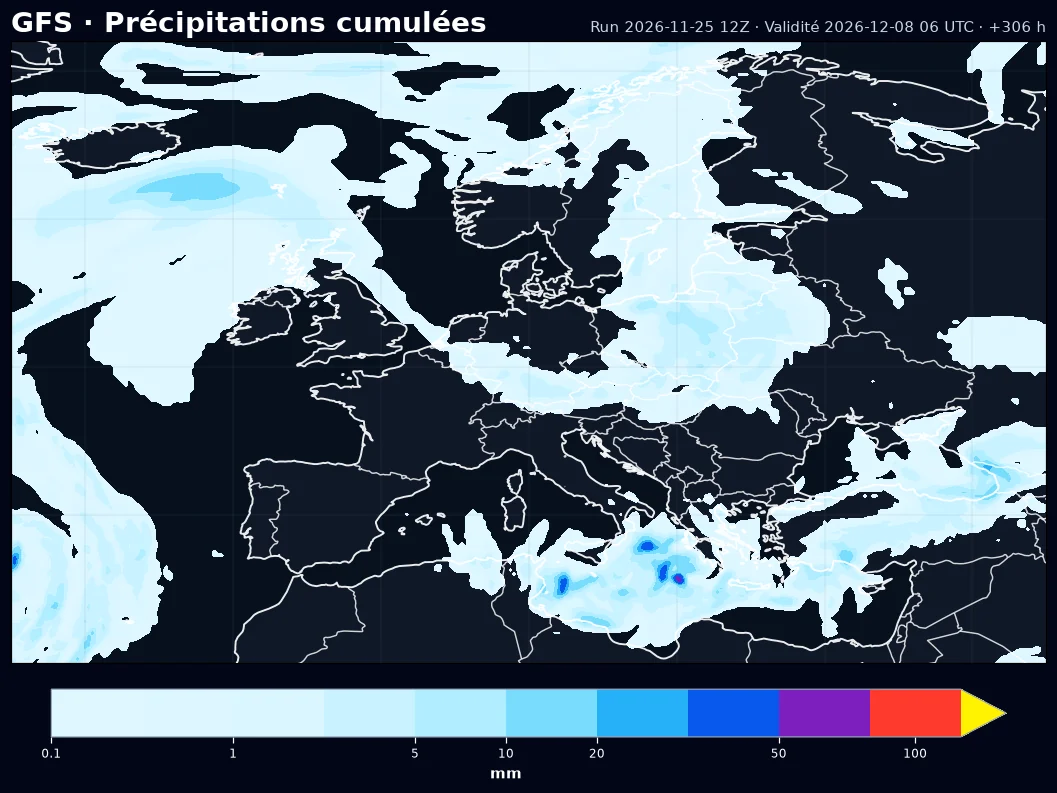 GFS · Précipitations cumulées
Run 2026-11-25 12Z · Validité 2026-12-08 06 UTC · +306 h
0.1 1 5 10 20 50 100
mm